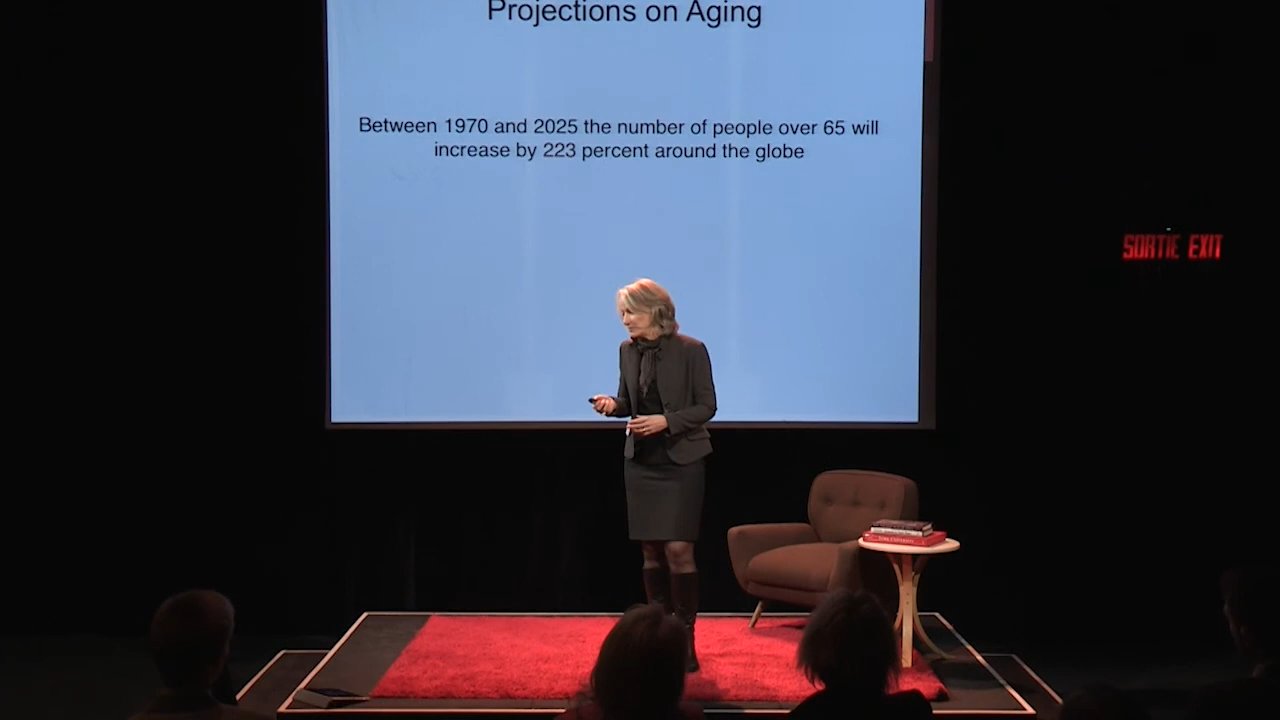 Projections on Aging
Between 1970 and 2025 the number of people over 65 will
increase by 223 percent around the globe
SORTIE EXIT